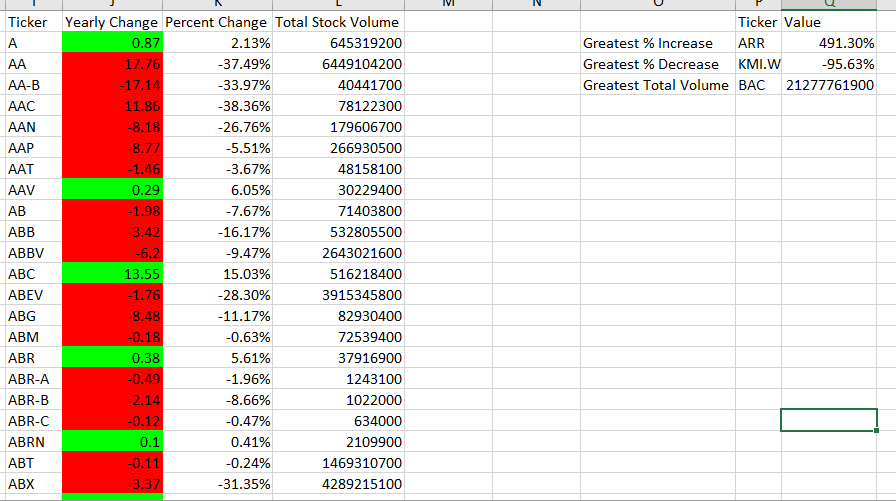 I J K L M N O P Q
Ticker Yearly Change Percent Change Total Stock Volume Ticker Value
A 0.87 2.13% 645319200 Greatest % Increase ARR 491.30%
AA -17.76 -37.49% 6449104200 Greatest % Decrease KMI.W -95.63%
AA-B -17.14 -33.97% 40441700 Greatest Total Volume BAC 21277761900
AAC -11.86 -38.36% 78122300
AAN -8.18 -26.76% 179606700
AAP -8.77 -5.51% 266930500
AAT -1.46 -3.67% 48158100
AAV 0.29 6.05% 30229400
AB -1.98 -7.67% 71403800
ABB -3.42 -16.17% 532805500
ABBV -6.2 -9.47% 2643021600
ABC 13.55 15.03% 516218400
ABEV -1.76 -28.30% 3915345800
ABG -8.48 -11.17% 82930400
ABM -0.18 -0.63% 72539400
ABR 0.38 5.61% 37916900
ABR-A -0.49 -1.96% 1243100
ABR-B -2.14 -8.66% 1022000
ABR-C -0.12 -0.47% 634000
ABRN 0.1 0.41% 2109900
ABT -0.11 -0.24% 1469310700
ABX -3.37 -31.35% 4289215100